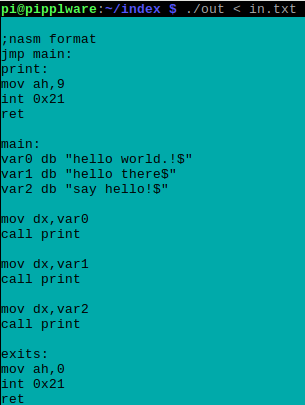 pi@pipplware:~/index $ ./out < in.txt
;nasm format
jmp main:
print:
mov ah,9
int 0x21
ret
main:
var0 db "hello world.!$"
var1 db "hello there$"
var2 db "say hello!$"
mov dx,var0
call print
mov dx,var1
call print
mov dx,var2
call print
exits:
mov ah,0
int 0x21
ret